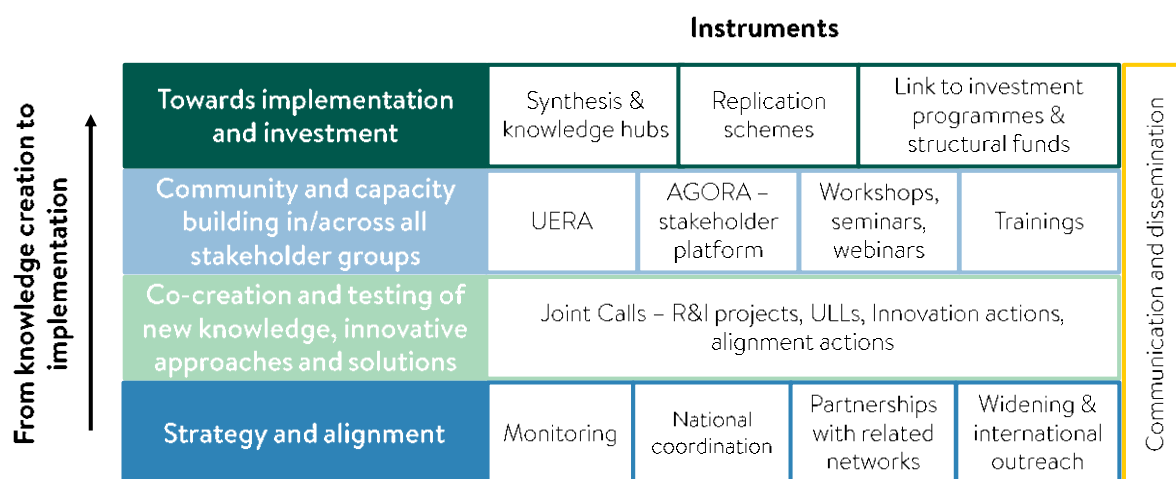 Instruments
From knowledge creation to
implementation
Towards implementation
and investment
Synthesis &
knowledge hubs
Replication
schemes
Link to investment
programmes &
structural funds
Community and capacity
building in/across all
stakeholder groups
UERA
AGORA –
stakeholder
platform
Workshops,
seminars,
webinars
Trainings
Co-creation and testing of
new knowledge, innovative
approaches and solutions
Joint Calls – R&I projects, ULLs, Innovation actions,
alignment actions
Strategy and alignment
Monitoring
National
coordination
Partnerships
with related
networks
Widening &
international
outreach
Communication and dissemination